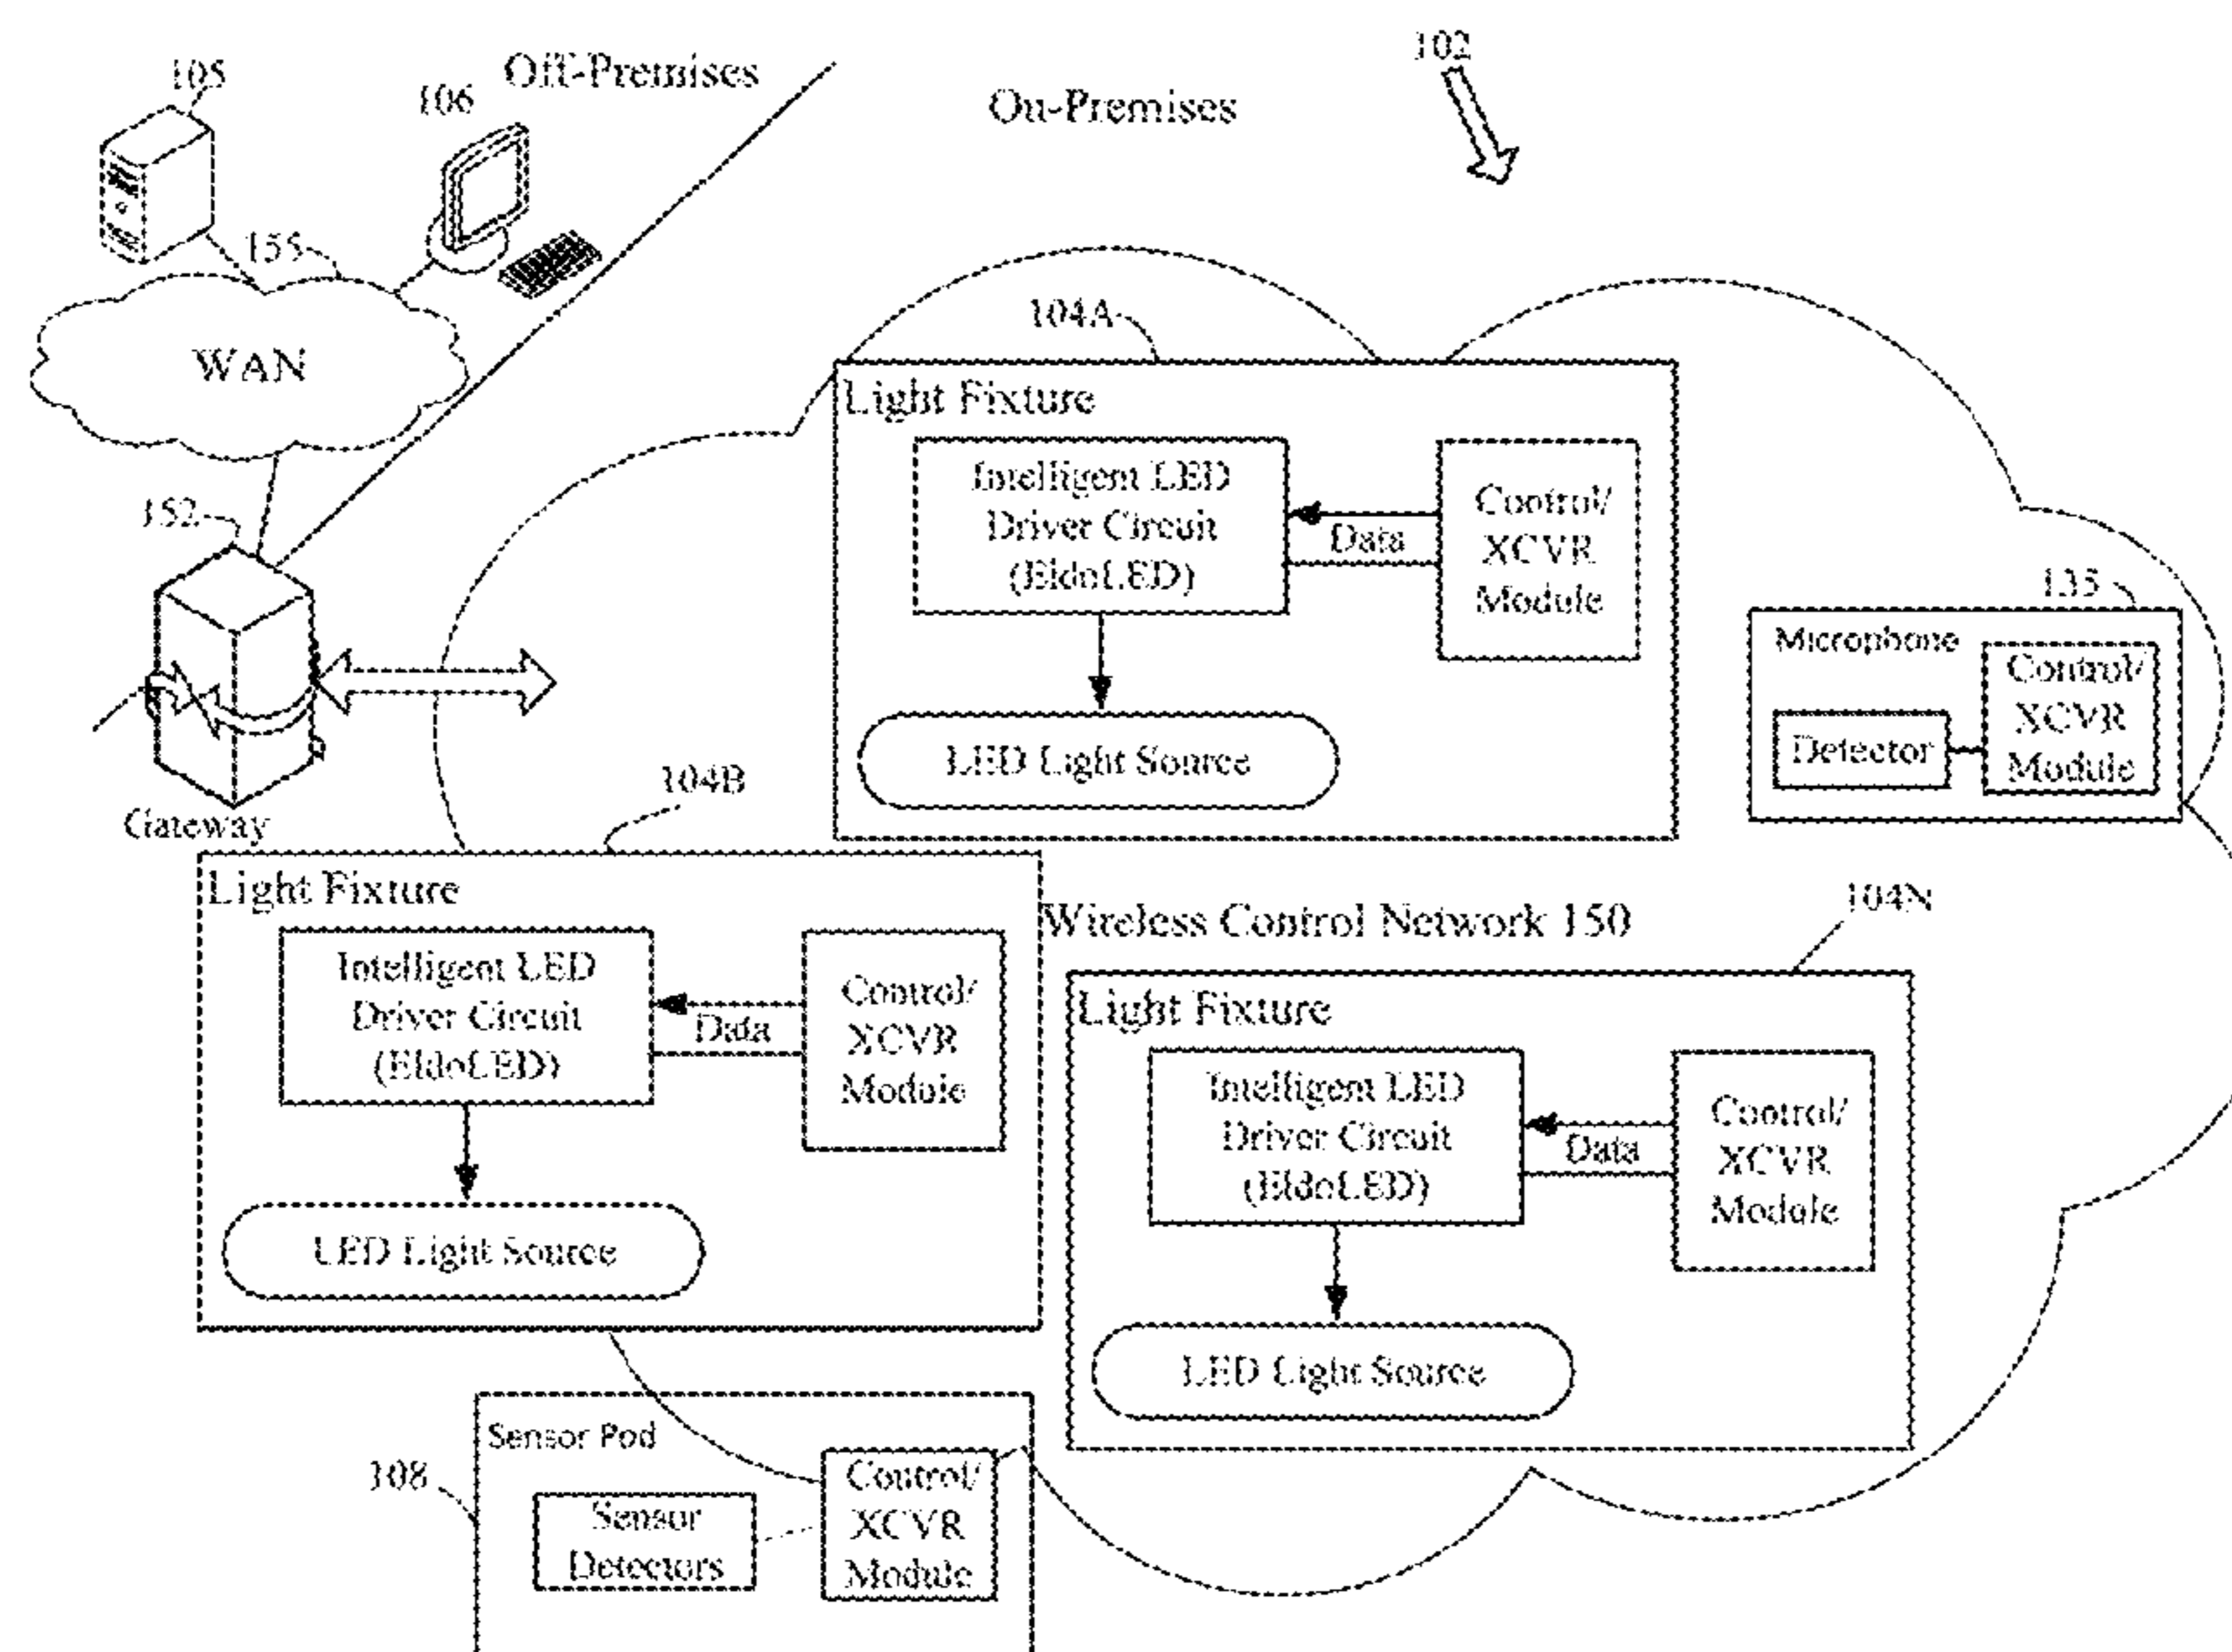 105
106
Off-Premises
On-Premises
102
155
WAN
104A
Light Fixture
Intelligent LED
Driver Circuit
(EldoLED)
Data
Control/
XCVR
Module
LED Light Source
152
Gateway
135
Microphone
Detector
Control/
XCVR
Module
104B
Light Fixture
Intelligent LED
Driver Circuit
(EldoLED)
Data
Control/
XCVR
Module
LED Light Source
Wireless Control Network 150
104N
Light Fixture
Intelligent LED
Driver Circuit
(EldoLED)
Data
Control/
XCVR
Module
LED Light Source
108
Sensor Pod
Sensor
Detectors
Control/
XCVR
Module